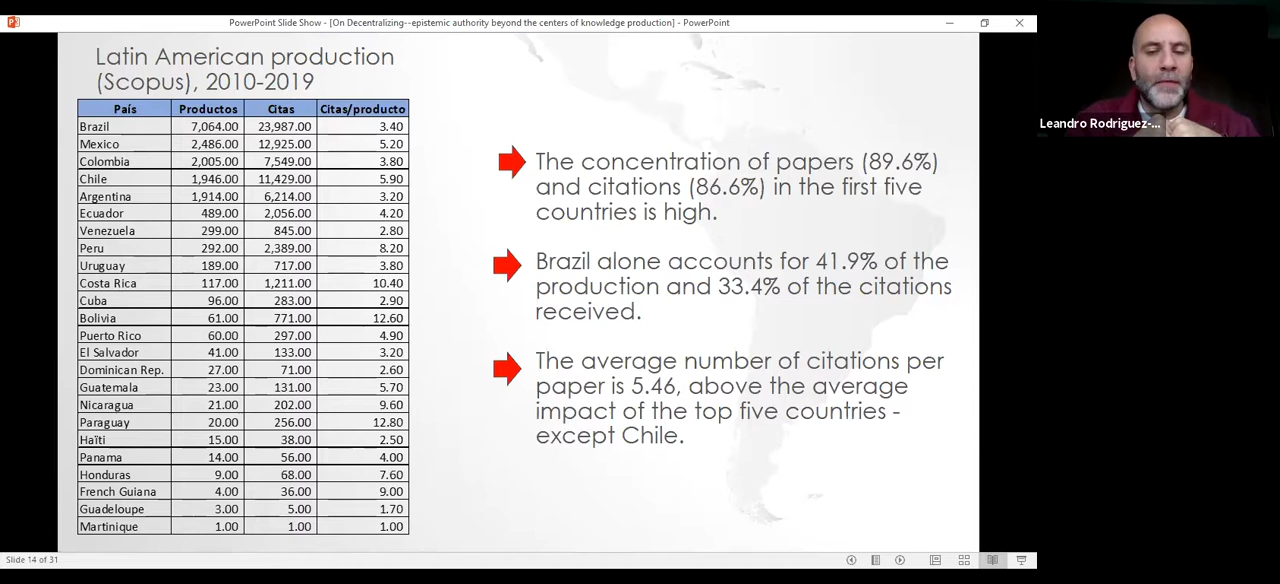 PowerPoint Slide Show - [On Decentralizing--epistemic authority beyond the centers of knowledge production] - PowerPoint
Latin American production
(Scopus), 2010-2019
País Productos Citas Citas/producto
Brazil 7,064.00 23,987.00 3.40
Mexico 2,486.00 12,925.00 5.20
Colombia 2,005.00 7,549.00 3.80
Chile 1,946.00 11,429.00 5.90
Argentina 1,914.00 6,214.00 3.20
Ecuador 489.00 2,056.00 4.20
Venezuela 299.00 845.00 2.80
Peru 292.00 2,389.00 8.20
Uruguay 189.00 717.00 3.80
Costa Rica 117.00 1,211.00 10.40
Cuba 96.00 283.00 2.90
Bolivia 61.00 771.00 12.60
Puerto Rico 60.00 297.00 4.90
El Salvador 41.00 133.00 3.20
Dominican Rep. 27.00 71.00 2.60
Guatemala 23.00 131.00 5.70
Nicaragua 21.00 202.00 9.60
Paraguay 20.00 256.00 12.80
Haïti 15.00 38.00 2.50
Panama 14.00 56.00 4.00
Honduras 9.00 68.00 7.60
French Guiana 4.00 36.00 9.00
Guadeloupe 3.00 5.00 1.70
Martinique 1.00 1.00 1.00
The concentration of papers (89.6%)
and citations (86.6%) in the first five
countries is high.
Brazil alone accounts for 41.9% of the
production and 33.4% of the citations
received.
The average number of citations per
paper is 5.46, above the average
impact of the top five countries -
except Chile.
Leandro Rodriguez-...
Slide 14 of 31